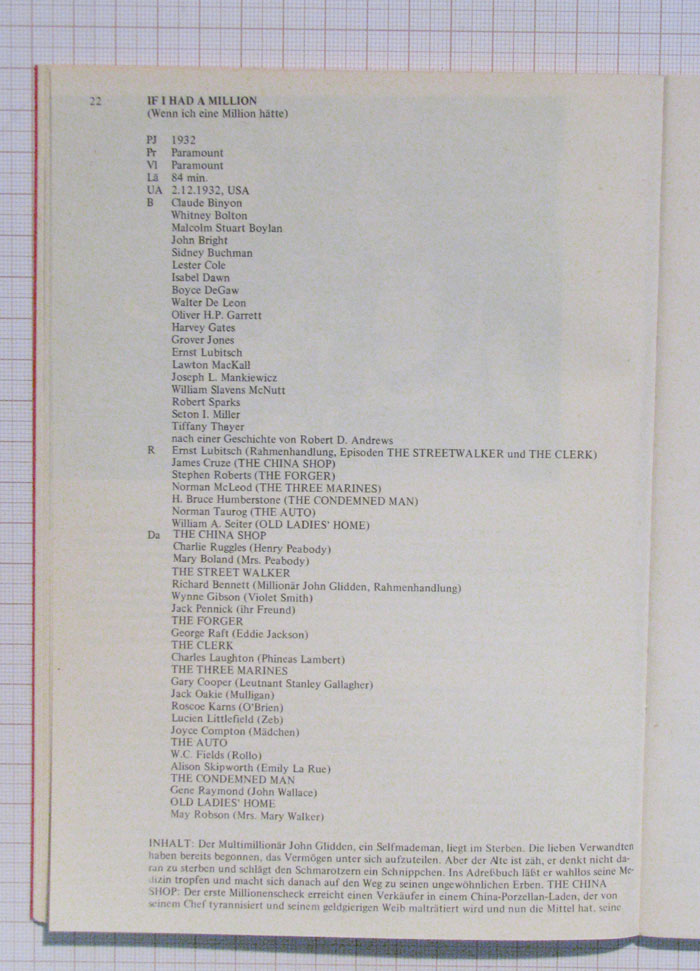 22
IF I HAD A MILLION
(Wenn ich eine Million hätte)
PJ 1932
Pr Paramount
Vl Paramount
Lä 84 min.
UA 2.12.1932, USA
B Claude Binyon
Whitney Bolton
Malcolm Stuart Boylan
John Bright
Sidney Buchman
Lester Cole
Isabel Dawn
Boyce DeGaw
Walter De Leon
Oliver H.P. Garrett
Harvey Gates
Grover Jones
Ernst Lubitsch
Lawton MacKall
Joseph L. Mankiewicz
William Slavens McNutt
Robert Sparks
Seton I. Miller
Tiffany Thayer
nach einer Geschichte von Robert D. Andrews
R Ernst Lubitsch (Rahmenhandlung, Episoden THE STREETWALKER und THE CLERK)
James Cruze (THE CHINA SHOP)
Stephen Roberts (THE FORGER)
Norman McLeod (THE THREE MARINES)
H. Bruce Humberstone (THE CONDEMNED MAN)
Norman Taurog (THE AUTO)
William A. Seiter (OLD LADIES' HOME)
Da THE CHINA SHOP
Charlie Ruggles (Henry Peabody)
Mary Boland (Mrs. Peabody)
THE STREET WALKER
Richard Bennett (Millionär John Glidden, Rahmenhandlung)
Wynne Gibson (Violet Smith)
Jack Pennick (ihr Freund)
THE FORGER
George Raft (Eddie Jackson)
THE CLERK
Charles Laughton (Phineas Lambert)
THE THREE MARINES
Gary Cooper (Leutnant Stanley Gallagher)
Jack Oakie (Mulligan)
Roscoe Karns (O'Brien)
Lucien Littlefield (Zeb)
Joyce Compton (Mädchen)
THE AUTO
W.C. Fields (Rollo)
Alison Skipworth (Emily La Rue)
THE CONDEMNED MAN
Gene Raymond (John Wallace)
OLD LADIES' HOME
May Robson (Mrs. Mary Walker)
INHALT: Der Multimillionär John Glidden, ein Selfmademan, liegt im Sterben. Die lieben Verwandten
haben bereits begonnen, das Vermögen unter sich aufzuteilen. Aber der Alte ist zäh, er denkt nicht da-
ran zu sterben und schlägt den Schmarotzern ein Schnippchen. Ins Adreßbuch läßt er wahllos seine Me-
dizin tropfen und macht sich danach auf den Weg zu seinen ungewöhnlichen Erben. THE CHINA
SHOP: Der erste Millionenscheck erreicht einen Verkäufer in einem China-Porzellan-Laden, der von
seinem Chef tyrannisiert und seinem geldgierigen Weib malträtiert wird und nun die Mittel hat, seine